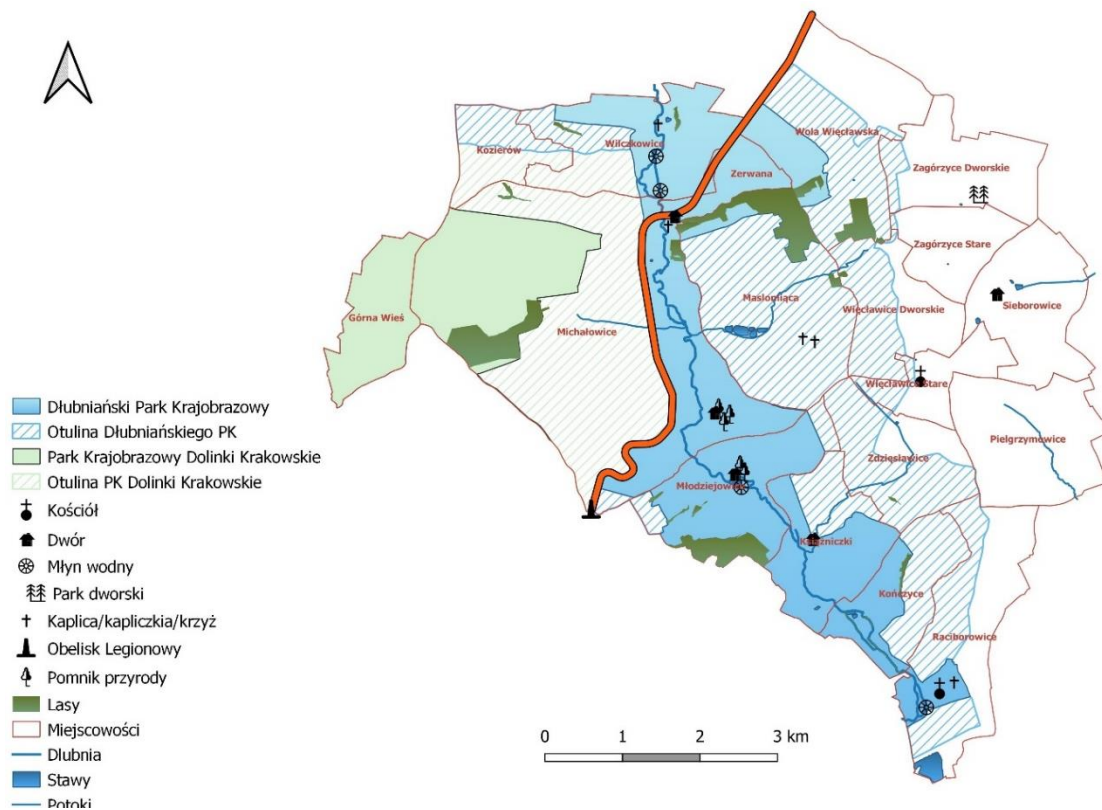 Wola Więcławska
Kozierów
Wilczkowice
Zerwana
Zagórzyce Dworskie
Zagórzyce Stare
Masłomiąca
Więcławice Dworskie
Sieborowice
Górna Wieś
Michałowice
Więcławice Stare
Pielgrzymowice
Zdzięsławice
Młodziejowice
Książniczki
Kończyce
Raciborowice
Dłubniański Park Krajobrazowy
Otulina Dłubniańskiego PK
Park Krajobrazowy Dolinki Krakowskie
Otulina PK Dolinki Krakowskie
Kościół
Dwór
Młyn wodny
Park dworski
Kaplica/kapliczkia/krzyż
Obelisk Legionowy
Pomnik przyrody
Lasy
Miejscowości
Dlubnia
Stawy
Potoki
0 1 2 3 km